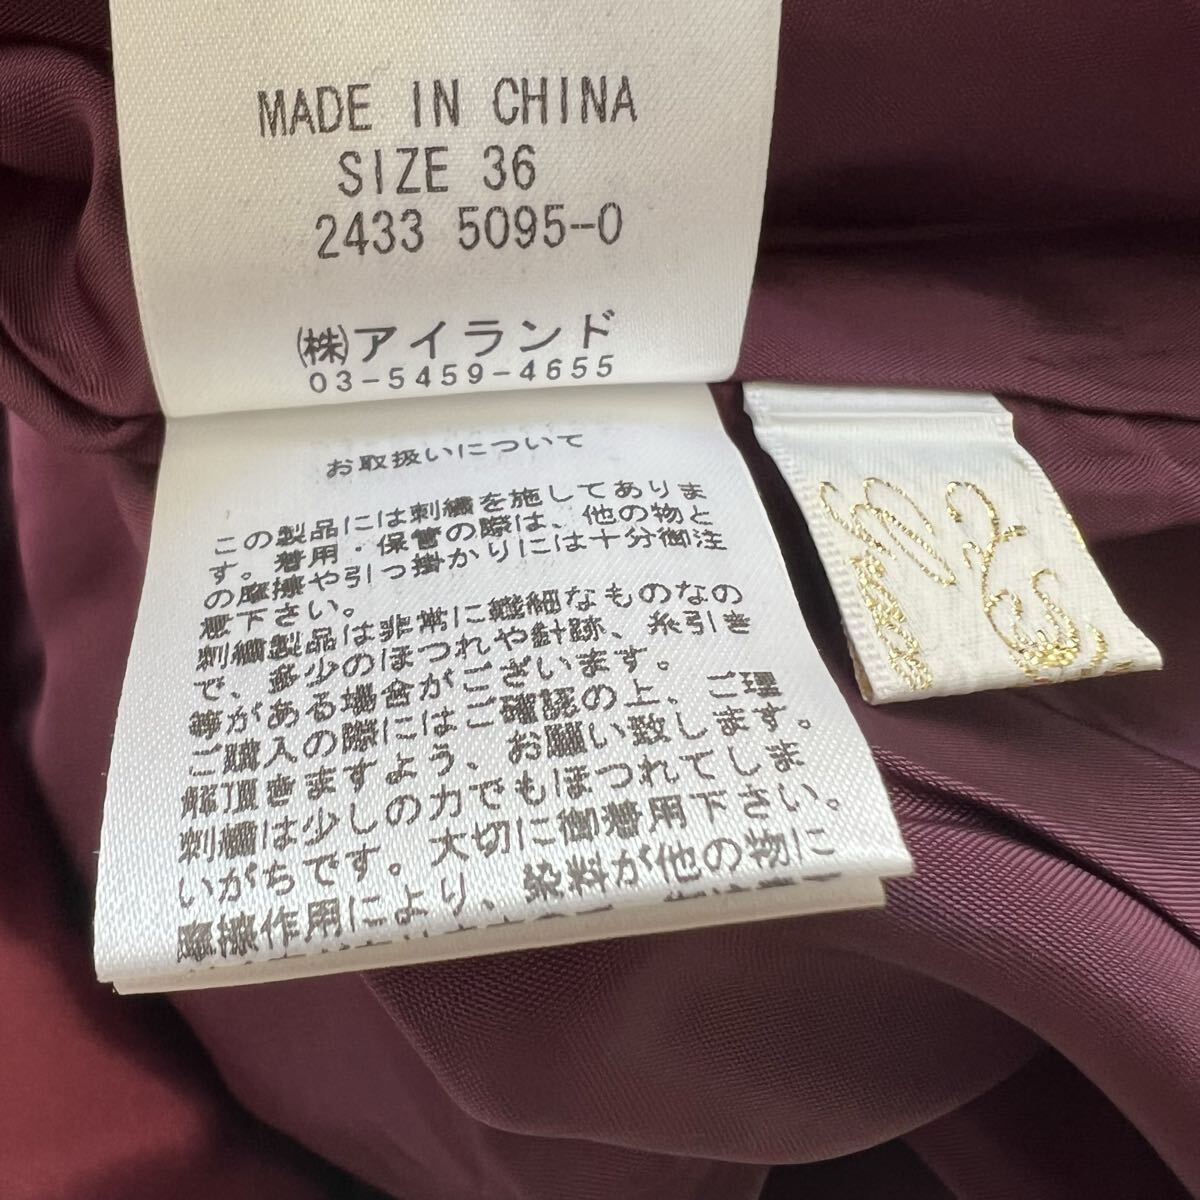 MADE IN CHINA
SIZE 36
2433 5095-0
(株)アイランド
03-5459-4655
お取扱いについて
この製品には刺繍を施してありま
す。着用・保管の際は、他の物と
の摩擦や引っ掛かりには十分御注
意下さい。
刺繍製品は非常に繊細なものなの
で、多少のほつれや針跡、糸引き
等がある場合がございます。
ご購入の際にはご確認の上、ご理
解頂きますよう、お願い致します。
刺繍は少しの力でもほつれてしま
いがちです。大切に御着用下さい。
摩擦作用により、染料が他の物に